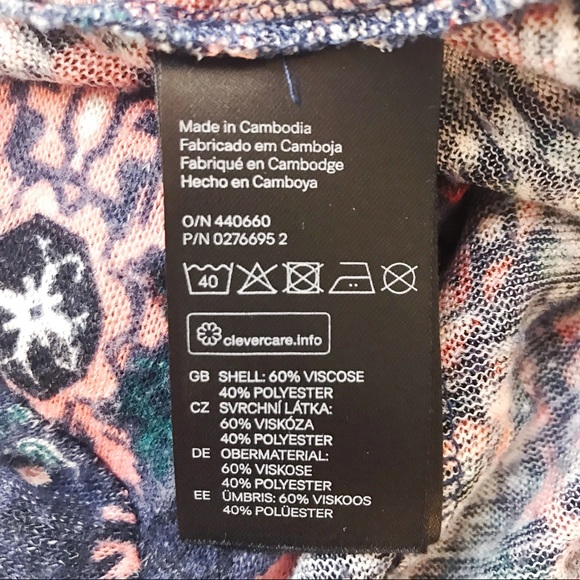 Made in Cambodia
Fabricado em Camboja
Fabriqué en Cambodge
Hecho en Camboya
O/N 440660
P/N 0276695 2
40
clevercare.info
GB SHELL: 60% VISCOSE
40% POLYESTER
CZ SVRCHNÍ LÁTKA:
60% VISKÓZA
40% POLYESTER
DE OBERMATERIAL:
60% VISKOSE
40% POLYESTER
EE ÜMBRIS: 60% VISKOOS
40% POLÜESTER